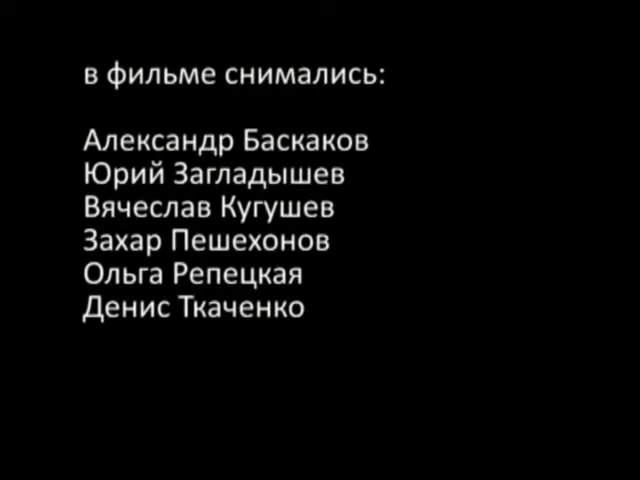 в фильме снимались:
Александр Баскаков
Юрий Загладышев
Вячеслав Кугушев
Захар Пешехонов
Ольга Репецкая
Денис Ткаченко